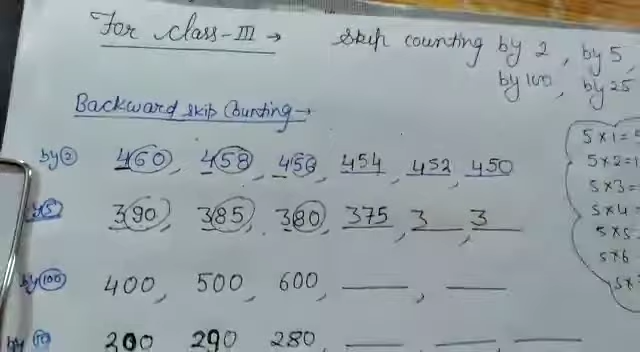 For Class-III → skip counting by 2, by 5,
by 100, by 25
Backward skip Counting →
by 2 460, 458, 456, 454, 452, 450
by 5 390, 385, 380, 375, 3__, 3__
by 100 400, 500, 600, ____, ____
by 10 300 290 280, ____, ____, ____
5×1=5
5×2=1
5×3=
5×4
5×5
5×6
5×